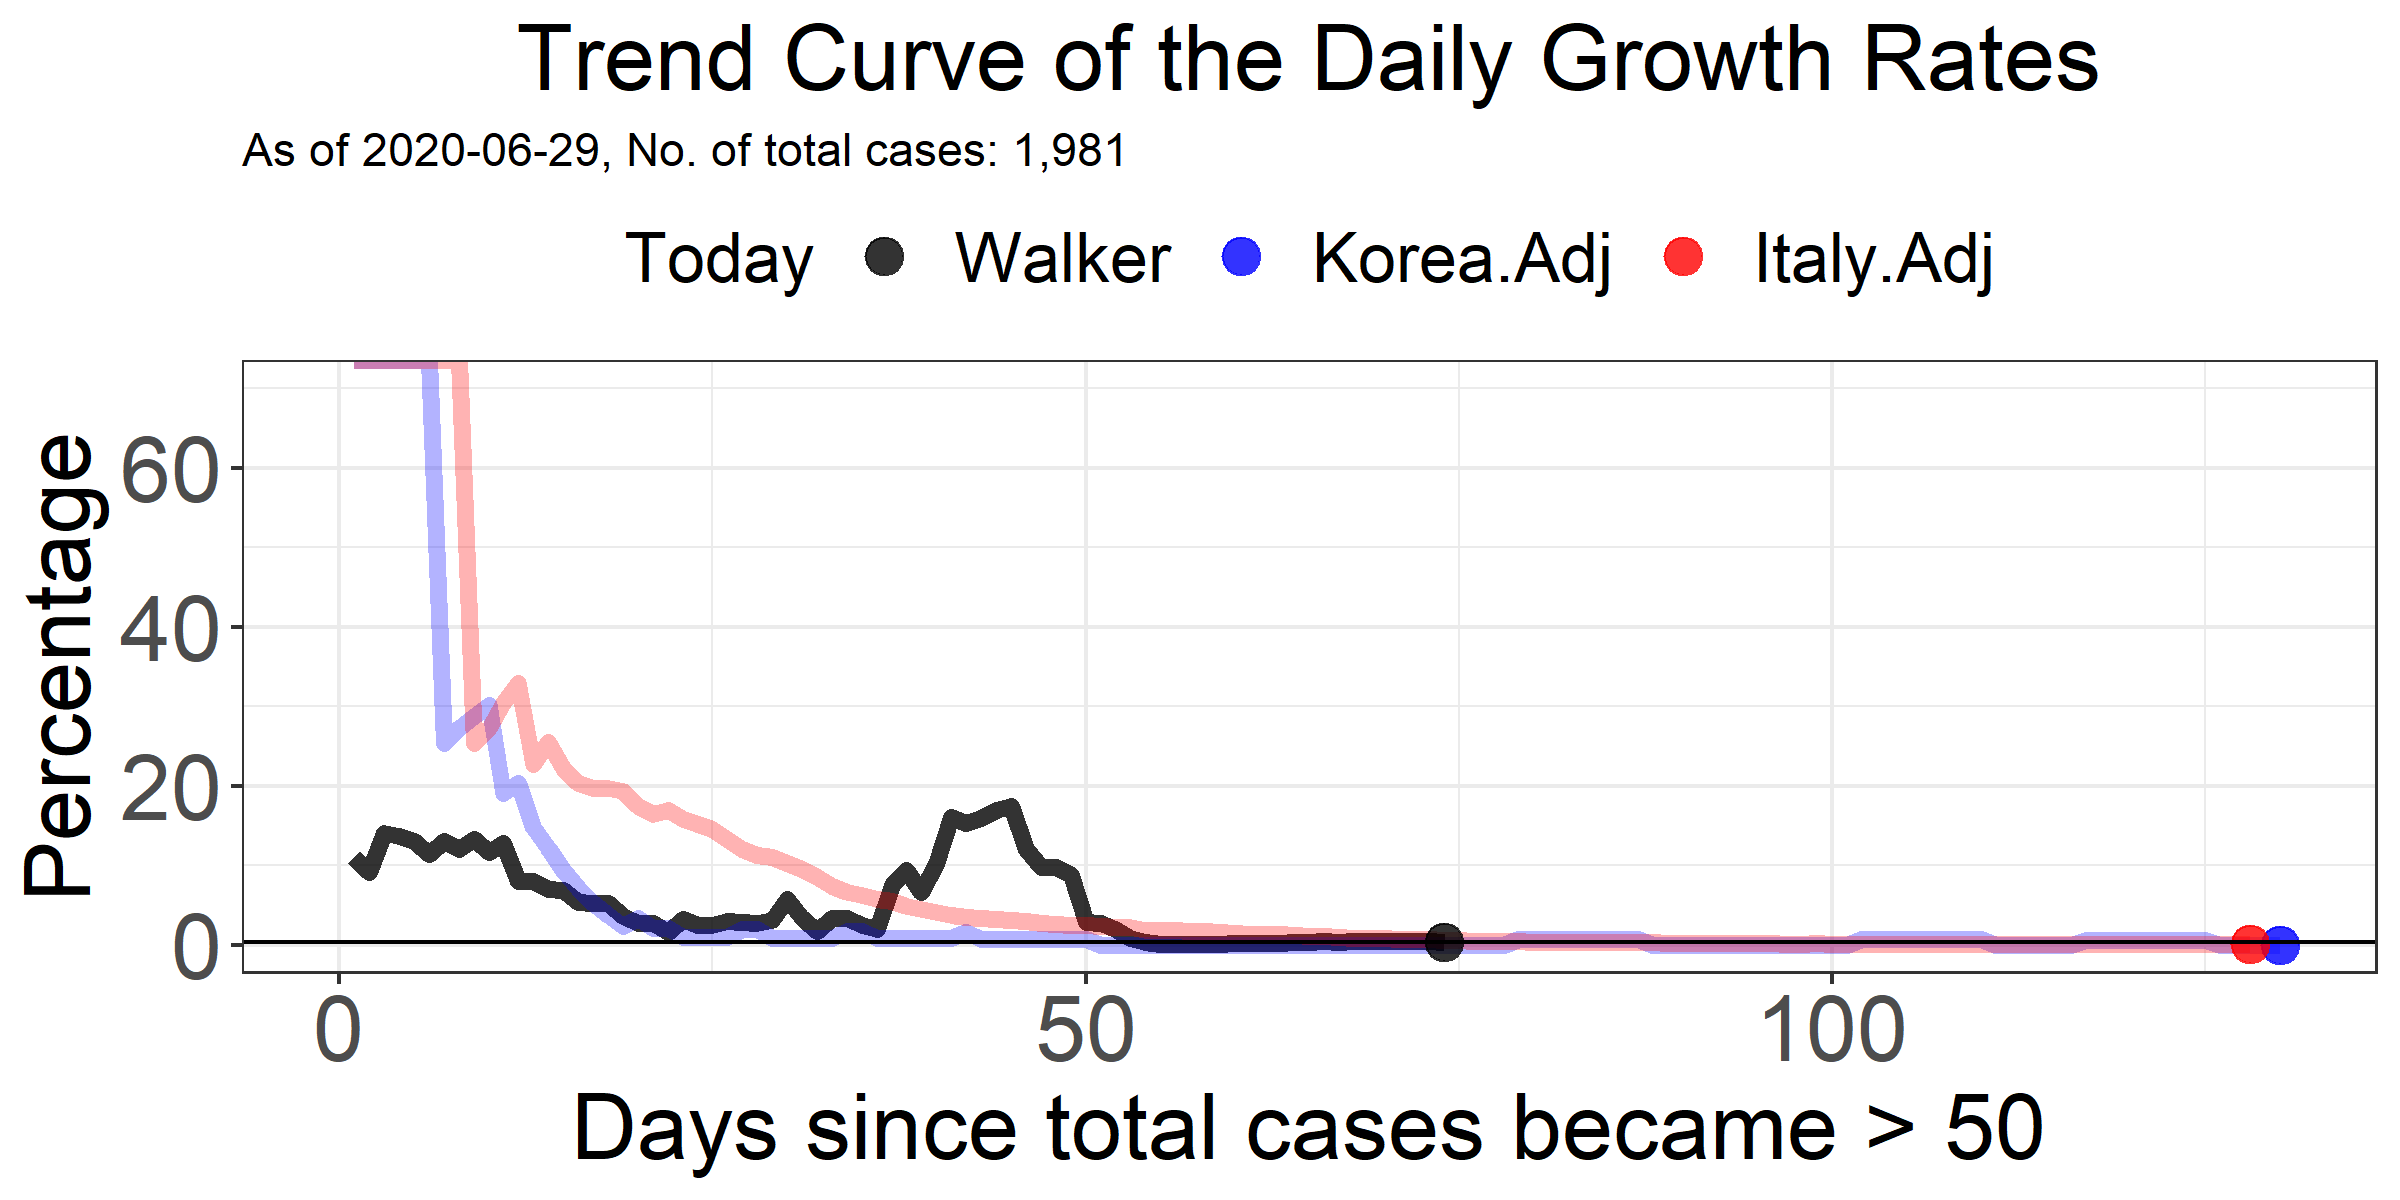 Trend Curve of the Daily Growth Rates
As of 2020-06-29, No. of total cases: 1,981
Today Walker Korea.Adj Italy.Adj
Percentage
60
40
20
0
0 50 100
Days since total cases became > 50